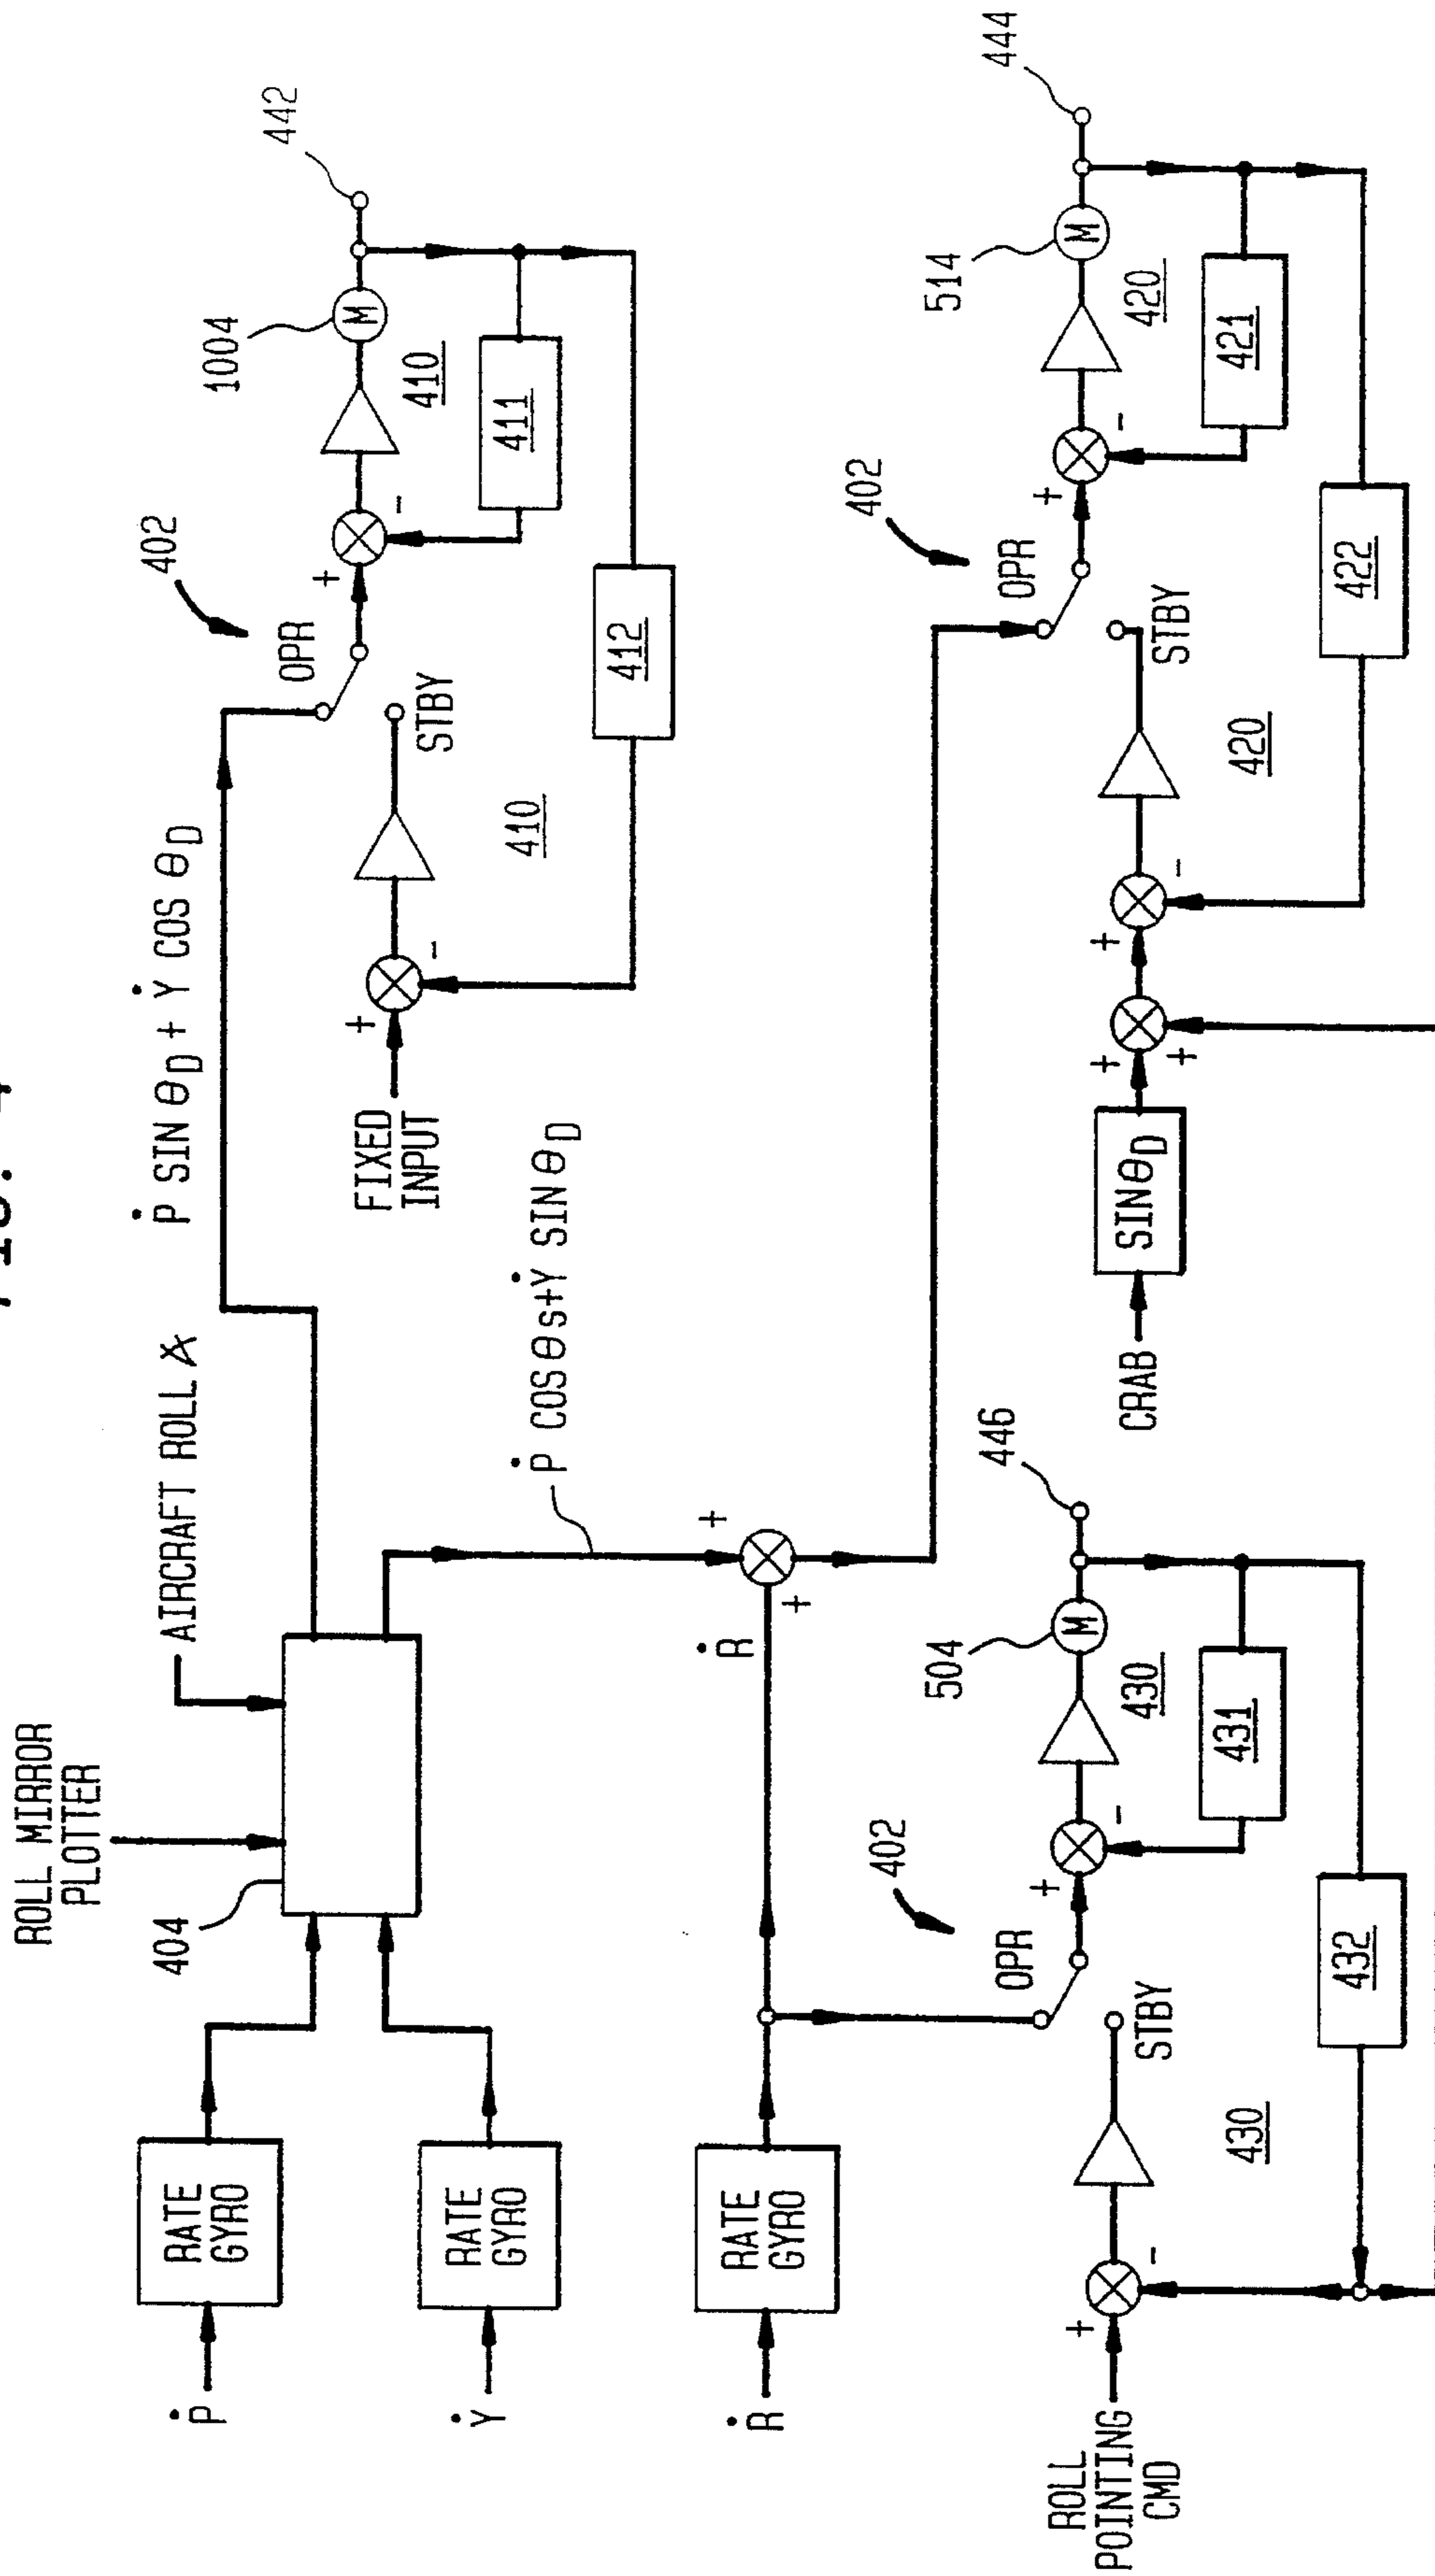 ROLL MIRROR
PLOTTER
AIRCRAFT ROLL ∡
404
Ṗ
RATE
GYRO
Ẏ
RATE
GYRO
Ṗ SIN θD + Ẏ COS θD
Ṗ COS θS+Ẏ SIN θD
FIXED
INPUT
+
-
410
STBY
OPR
402
+
-
1004
M
442
410
411
412
Ṙ
RATE
GYRO
Ṙ
+
+
ROLL
POINTING
CMD
+
-
430
STBY
OPR
402
+
-
504
M
446
430
431
432
CRAB
SINθD
+
+
+
-
420
STBY
OPR
402
+
-
514
M
444
420
421
422